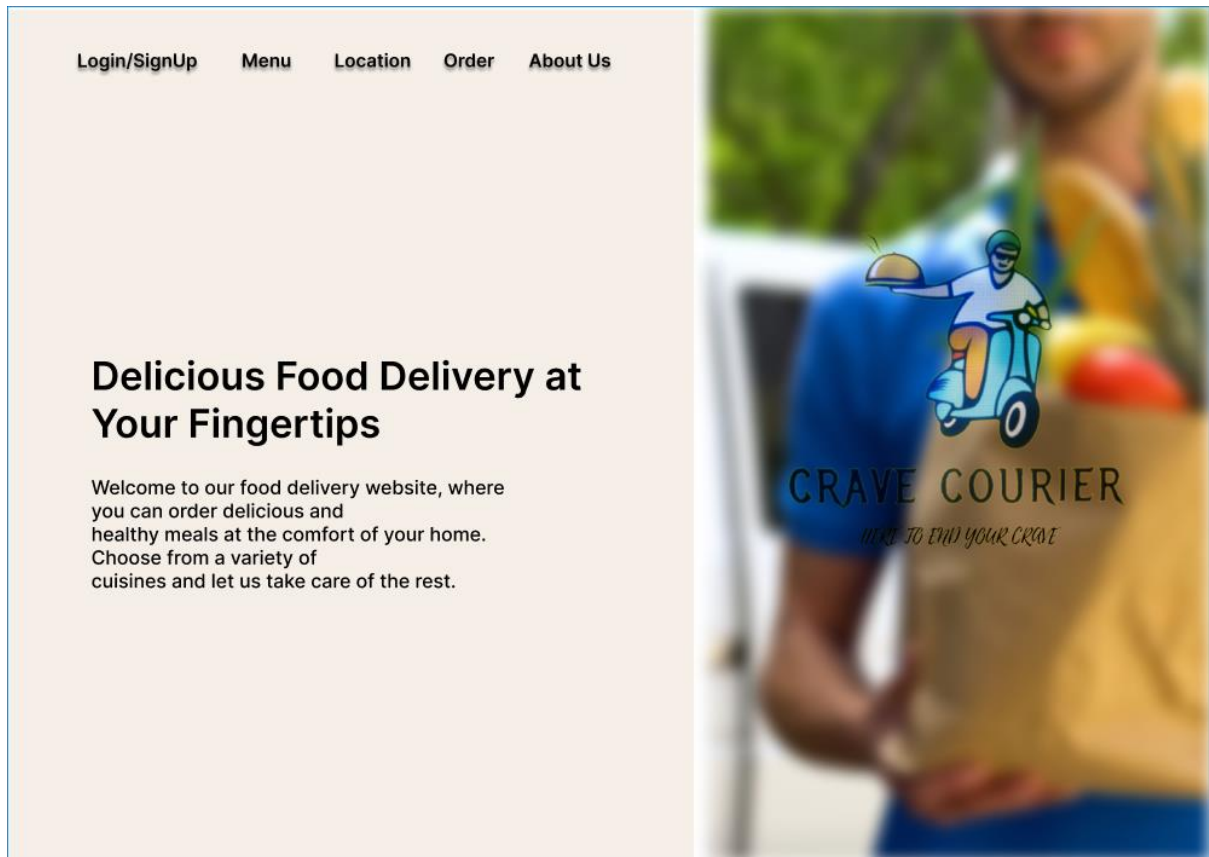 Login/SignUp Menu Location Order About Us
Delicious Food Delivery at
Your Fingertips
Welcome to our food delivery website, where
you can order delicious and
healthy meals at the comfort of your home.
Choose from a variety of
cuisines and let us take care of the rest.
CRAVE COURIER
HERE TO END YOUR CRAVE